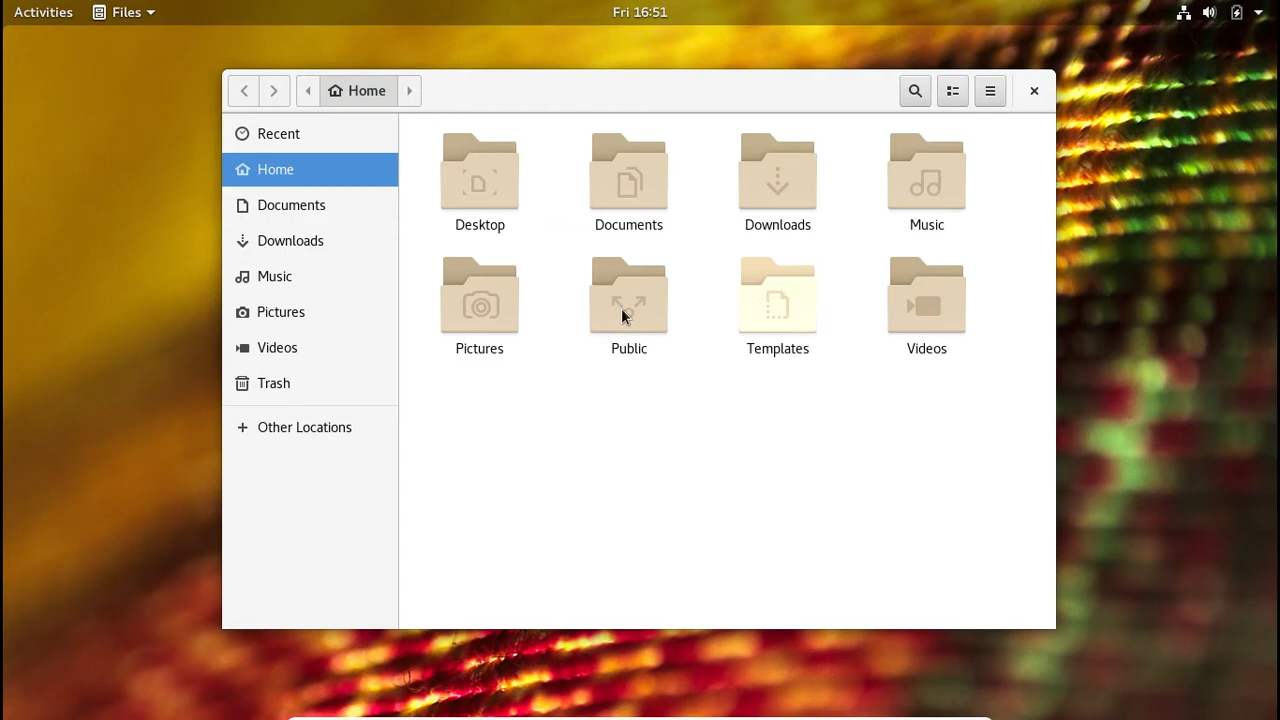 Activities Files Fri 16:51
Home
Recent
Home
Documents
Downloads
Music
Pictures
Videos
Trash
Other Locations
Desktop Documents Downloads Music
Pictures Public Templates Videos